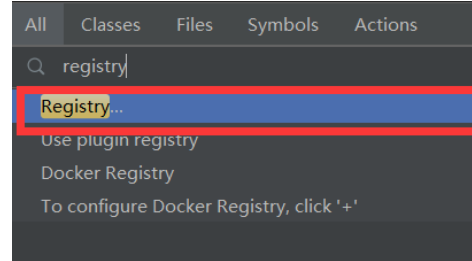 All Classes Files Symbols Actions
registry
Registry...
Use plugin registry
Docker Registry
To configure Docker Registry, click '+'